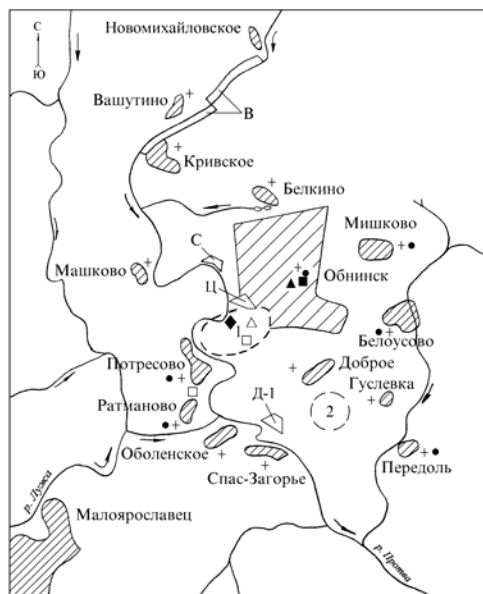 Новомихайловское
С
Ю
Вашутино
В
Кривское
Белкино
Мишково
С
Машково
Обнинск
Ц
1
Белоусово
Потресово
Доброе
Гуслевка
Д-1
2
Ратманово
Оболенское
Передоль
Спас-Загорье
р. Лужа
Малоярославец
р. Протва